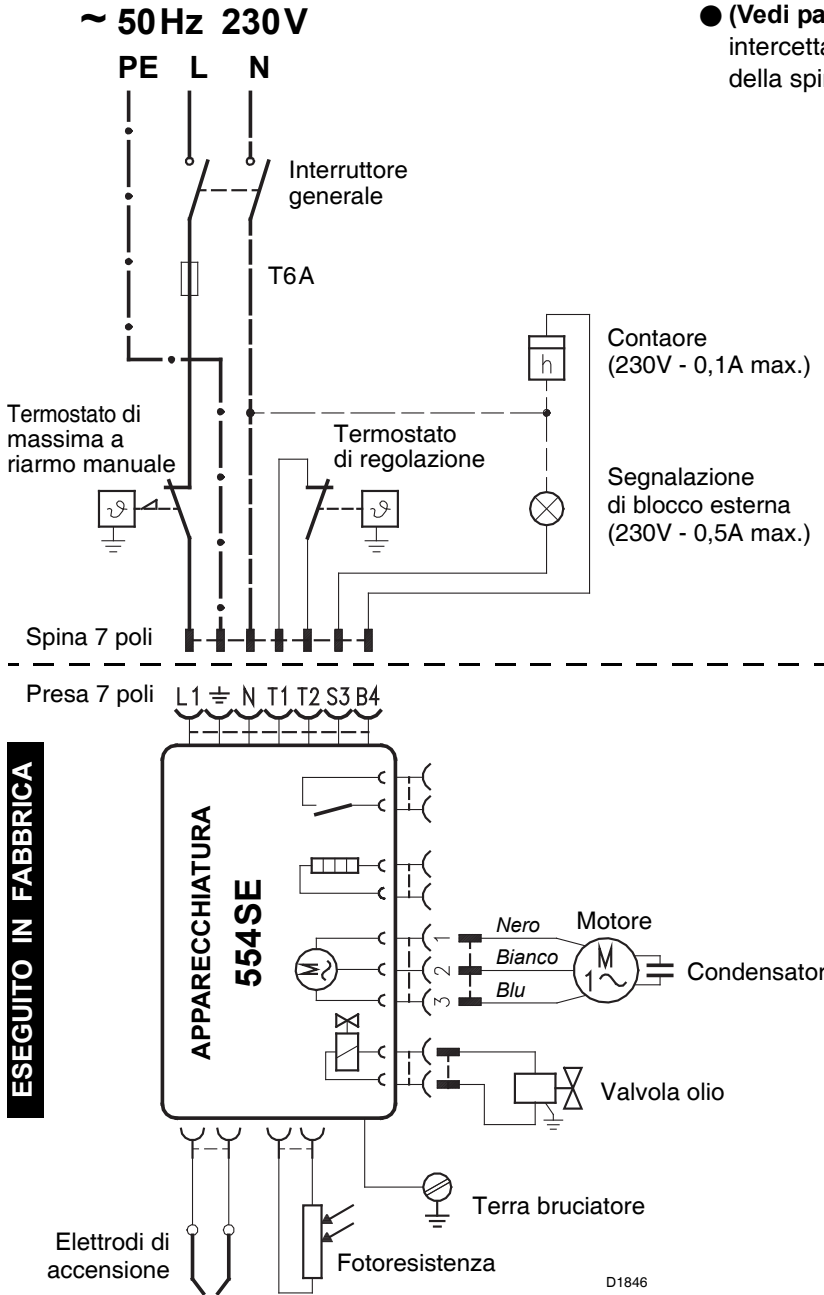 ~ 50Hz 230V
PE L N
● (Vedi pa
intercetta
della spi
Interruttore
generale
T6A
h
Contaore
(230V - 0,1A max.)
Termostato di
massima a
riarmo manuale
Termostato
di regolazione
ϑ
ϑ
Segnalazione
di blocco esterna
(230V - 0,5A max.)
Spina 7 poli
Presa 7 poli
L1 N T1 T2 S3 B4
ESEGUITO IN FABBRICA
APPARECCHIATURA
554SE
M~
1
2
3
Nero
Bianco
Blu
Motore
M
1~
Condensator
Valvola olio
Terra bruciatore
Elettrodi di
accensione
Fotoresistenza
D1846